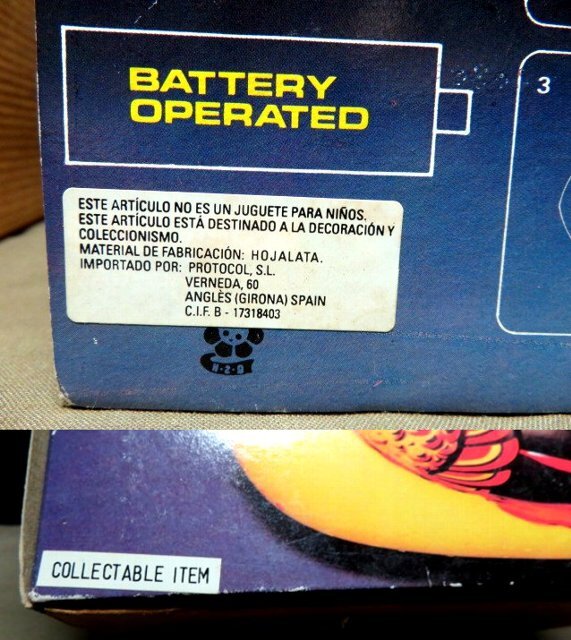 BATTERY
OPERATED
3
ESTE ARTÍCULO NO ES UN JUGUETE PARA NIÑOS.
ESTE ARTÍCULO ESTÁ DESTINADO A LA DECORACIÓN Y
COLECCIONISMO.
MATERIAL DE FABRICACIÓN: HOJALATA.
IMPORTADO POR: PROTOCOL, S.L.
VERNEDA, 60
ANGLÈS (GIRONA) SPAIN
C.I.F. B - 17318403
COLLECTABLE ITEM